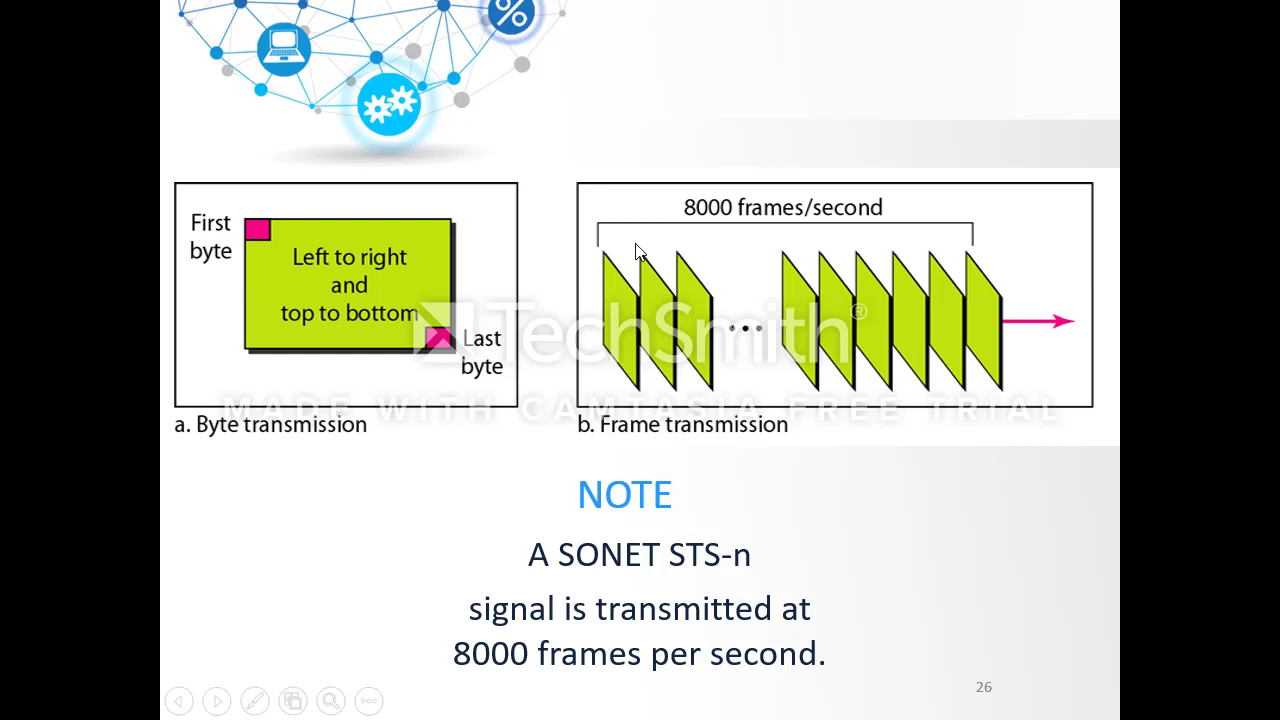 First
byte
Left to right
and
top to bottom
Last
byte
a. Byte transmission
8000 frames/second
b. Frame transmission
TechSmith®
MADE WITH CAMTASIA FREE TRIAL
NOTE
A SONET STS-n
signal is transmitted at
8000 frames per second.
26